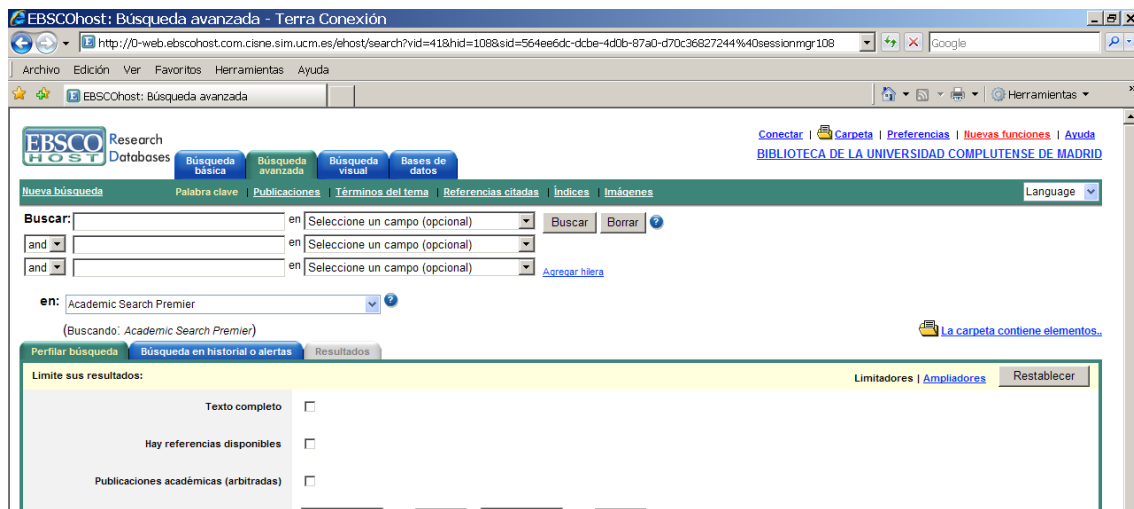 EBSCOhost: Búsqueda avanzada - Terra Conexión
http://0-web.ebscohost.com.cisne.sim.ucm.es/ehost/search?vid=41&hid=108&sid=564ee6dc-dcbe-4d0b-87a0-d70c36827244%40sessionmgr108
Google
Archivo Edición Ver Favoritos Herramientas Ayuda
EBSCOhost: Búsqueda avanzada
Herramientas
EBSCO HOST Research Databases
Búsqueda básica Búsqueda avanzada Búsqueda visual Bases de datos
Conectar | Carpeta | Preferencias | Nuevas funciones | Ayuda
BIBLIOTECA DE LA UNIVERSIDAD COMPLUTENSE DE MADRID
Nueva búsqueda Palabra clave | Publicaciones | Términos del tema | Referencias citadas | Índices | Imágenes Language
Buscar: en Seleccione un campo (opcional) Buscar Borrar
and en Seleccione un campo (opcional)
and en Seleccione un campo (opcional) Agregar hilera
en: Academic Search Premier
(Buscando: Academic Search Premier) La carpeta contiene elementos..
Perfilar búsqueda Búsqueda en historial o alertas Resultados
Limite sus resultados: Limitadores | Ampliadores Restablecer
Texto completo
Hay referencias disponibles
Publicaciones académicas (arbitradas)